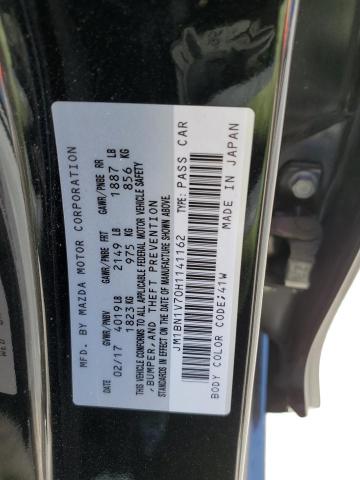 MFD. BY MAZDA MOTOR CORPORATION
DATE GVWR/PNBV GAWR/PNBE FRT GAWR/PNBE RR
02/17 4019 LB 2149 LB 1887 LB
1823 KG 975 KG 856 KG
THIS VEHICLE CONFORMS TO ALL APPLICABLE FEDERAL MOTOR VEHICLE SAFETY
,BUMPER, AND THEFT PREVENTION
STANDARDS IN EFFECT ON THE DATE OF MANUFACTURE SHOWN ABOVE.
JM1BN1V70H1141162 TYPE: PASS CAR
BODY COLOR CODE;41W MADE IN JAPAN